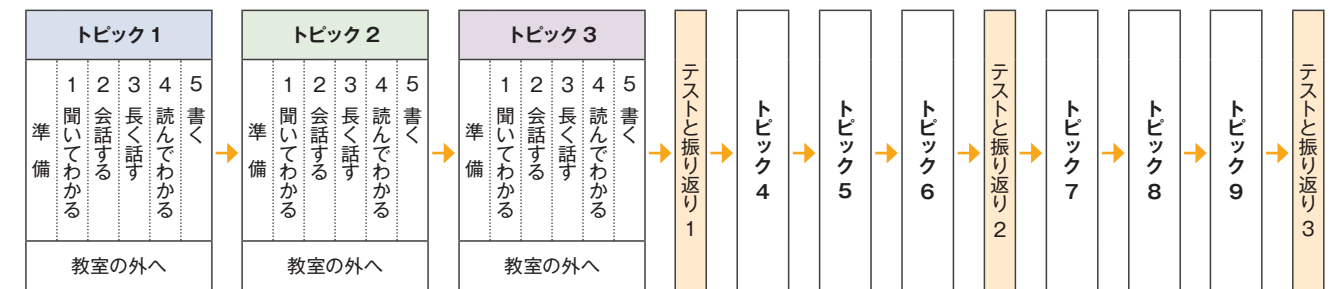 トピック 1
準備
1 聞いてわかる
2 会話する
3 長く話す
4 読んでわかる
5 書く
教室の外へ
トピック 2
準備
1 聞いてわかる
2 会話する
3 長く話す
4 読んでわかる
5 書く
教室の外へ
トピック 3
準備
1 聞いてわかる
2 会話する
3 長く話す
4 読んでわかる
5 書く
教室の外へ
テストと振り返り 1
トピック 4
トピック 5
トピック 6
テストと振り返り 2
トピック 7
トピック 8
トピック 9
テストと振り返り 3